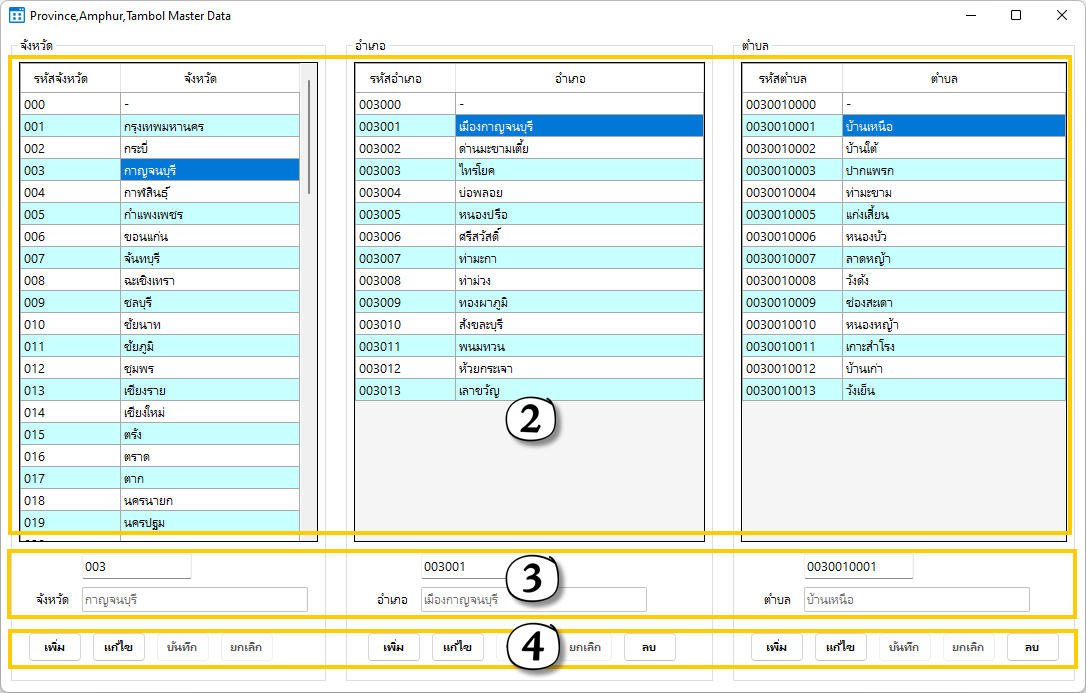 Province,Amphur,Tambol Master Data
จังหวัด
รหัสจังหวัด จังหวัด
000 -
001 กรุงเทพมหานคร
002 กระบี่
003 กาญจนบุรี
004 กาฬสินธุ์
005 กำแพงเพชร
006 ขอนแก่น
007 จันทบุรี
008 ฉะเชิงเทรา
009 ชลบุรี
010 ชัยนาท
011 ชัยภูมิ
012 ชุมพร
013 เชียงราย
014 เชียงใหม่
015 ตรัง
016 ตราด
017 ตาก
018 นครนายก
019 นครปฐม
003
จังหวัด กาญจนบุรี
เพิ่ม แก้ไข บันทึก ยกเลิก
อำเภอ
รหัสอำเภอ อำเภอ
003000 -
003001 เมืองกาญจนบุรี
003002 ด่านมะขามเตี้ย
003003 ไทรโยค
003004 บ่อพลอย
003005 หนองปรือ
003006 ศรีสวัสดิ์
003007 ท่ามะกา
003008 ท่าม่วง
003009 ทองผาภูมิ
003010 สังขละบุรี
003011 พนมทวน
003012 ห้วยกระเจา
003013 เลาขวัญ
2
003001
3
อำเภอ เมืองกาญจนบุรี
เพิ่ม แก้ไข 4 ยกเลิก ลบ
ตำบล
รหัสตำบล ตำบล
0030010000 -
0030010001 บ้านเหนือ
0030010002 บ้านใต้
0030010003 ปากแพรก
0030010004 ท่ามะขาม
0030010005 แก่งเสี้ยน
0030010006 หนองบัว
0030010007 ลาดหญ้า
0030010008 วังด้ง
0030010009 ช่องสะเดา
0030010010 หนองหญ้า
0030010011 เกาะสำโรง
0030010012 บ้านเก่า
0030010013 วังเย็น
0030010001
ตำบล บ้านเหนือ
เพิ่ม แก้ไข บันทึก ยกเลิก ลบ